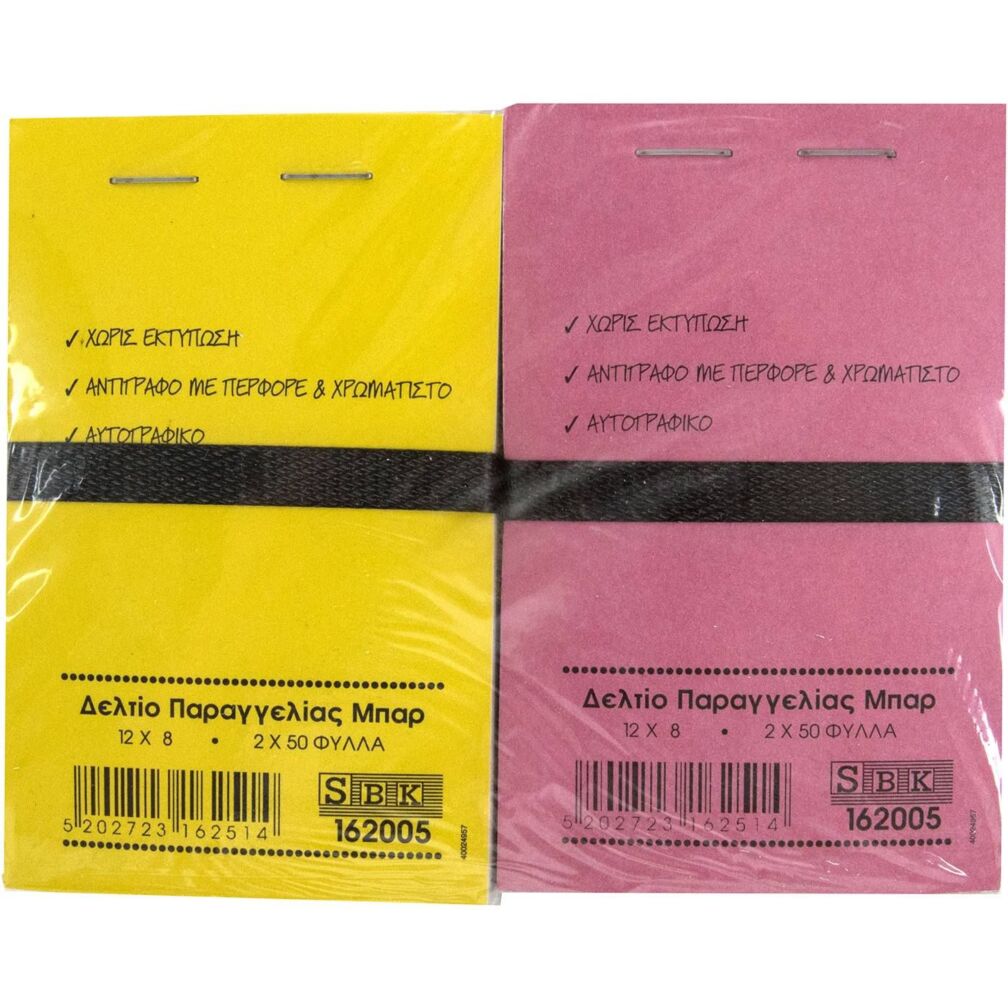 ✓ ΧΩΡΙΣ ΕΚΤΥΠΩΣΗ
✓ ΑΝΤΙΓΡΑΦΟ ΜΕ ΠΕΡΦΟΡΕ & ΧΡΩΜΑΤΙΣΤΟ
✓ ΑΥΤΟΓΡΑΦΙΚΟ
Δελτίο Παραγγελίας Μπαρ
12 Χ 8 • 2 Χ 50 ΦΥΛΛΑ
5 202723 162514
SBK
162005
40024957
✓ ΧΩΡΙΣ ΕΚΤΥΠΩΣΗ
✓ ΑΝΤΙΓΡΑΦΟ ΜΕ ΠΕΡΦΟΡΕ & ΧΡΩΜΑΤΙΣΤΟ
✓ ΑΥΤΟΓΡΑΦΙΚΟ
Δελτίο Παραγγελίας Μπαρ
12 Χ 8 • 2 Χ 50 ΦΥΛΛΑ
5 202723 162514
SBK
162005
40024957